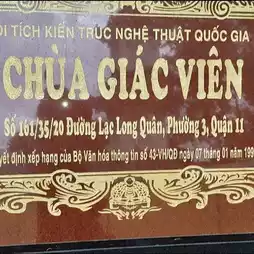 DI TÍCH KIẾN TRÚC NGHỆ THUẬT QUỐC GIA
CHÙA GIÁC VIÊN
Số 161/35/20 Đường Lạc Long Quân, Phường 3, Quận 11
định xếp hạng của Bộ Văn hóa thông tin số 43-VH/QĐ ngày 07 tháng 01 năm